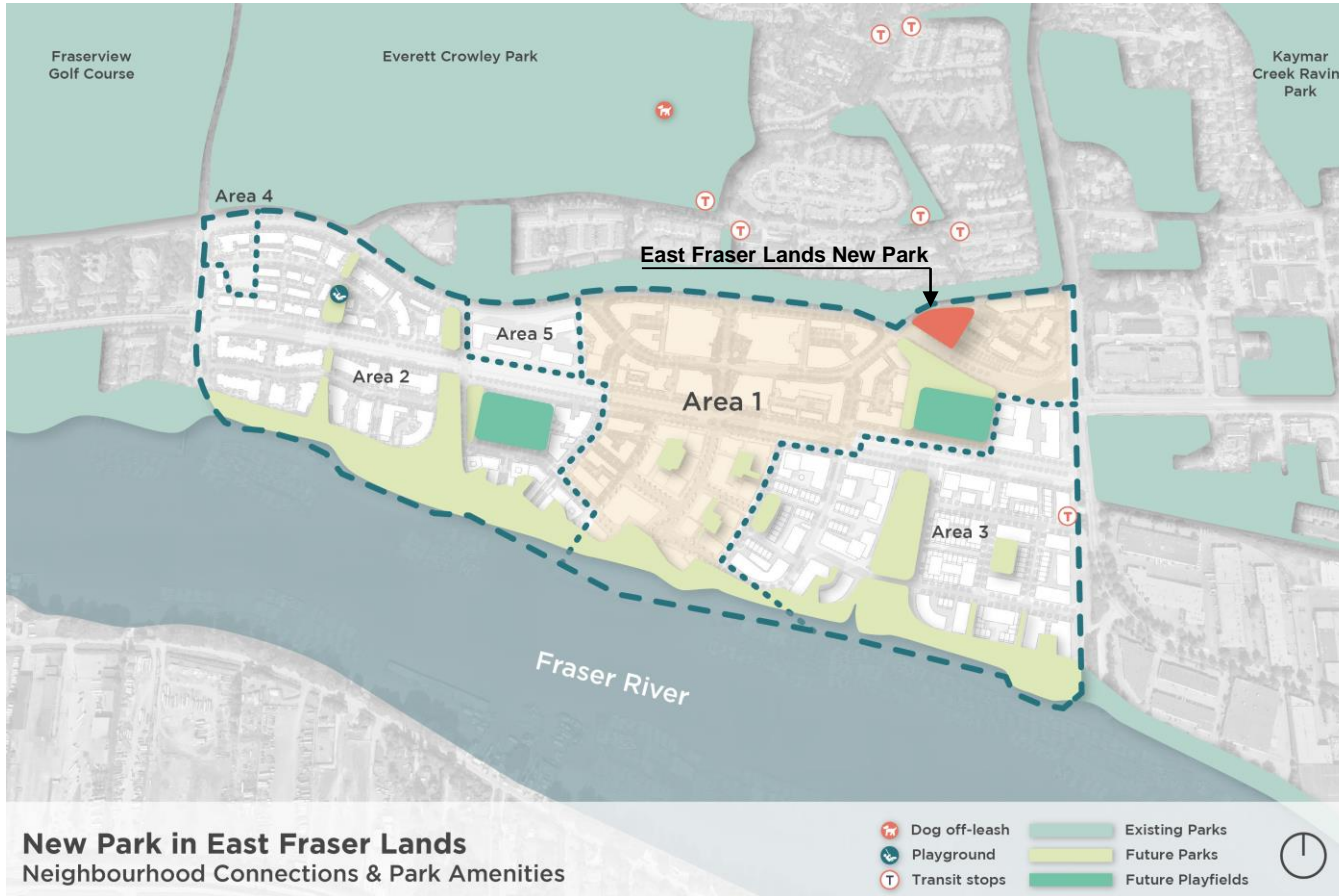 Fraserview
Golf Course
Everett Crowley Park
Kaymar
Creek Ravin
Park
T
T
Area 4
T
T
T
T
East Fraser Lands New Park
Area 5
Area 2
Area 1
Area 3
T
Fraser River
New Park in East Fraser Lands
Neighbourhood Connections & Park Amenities
Dog off-leash
Playground
T Transit stops
Existing Parks
Future Parks
Future Playfields